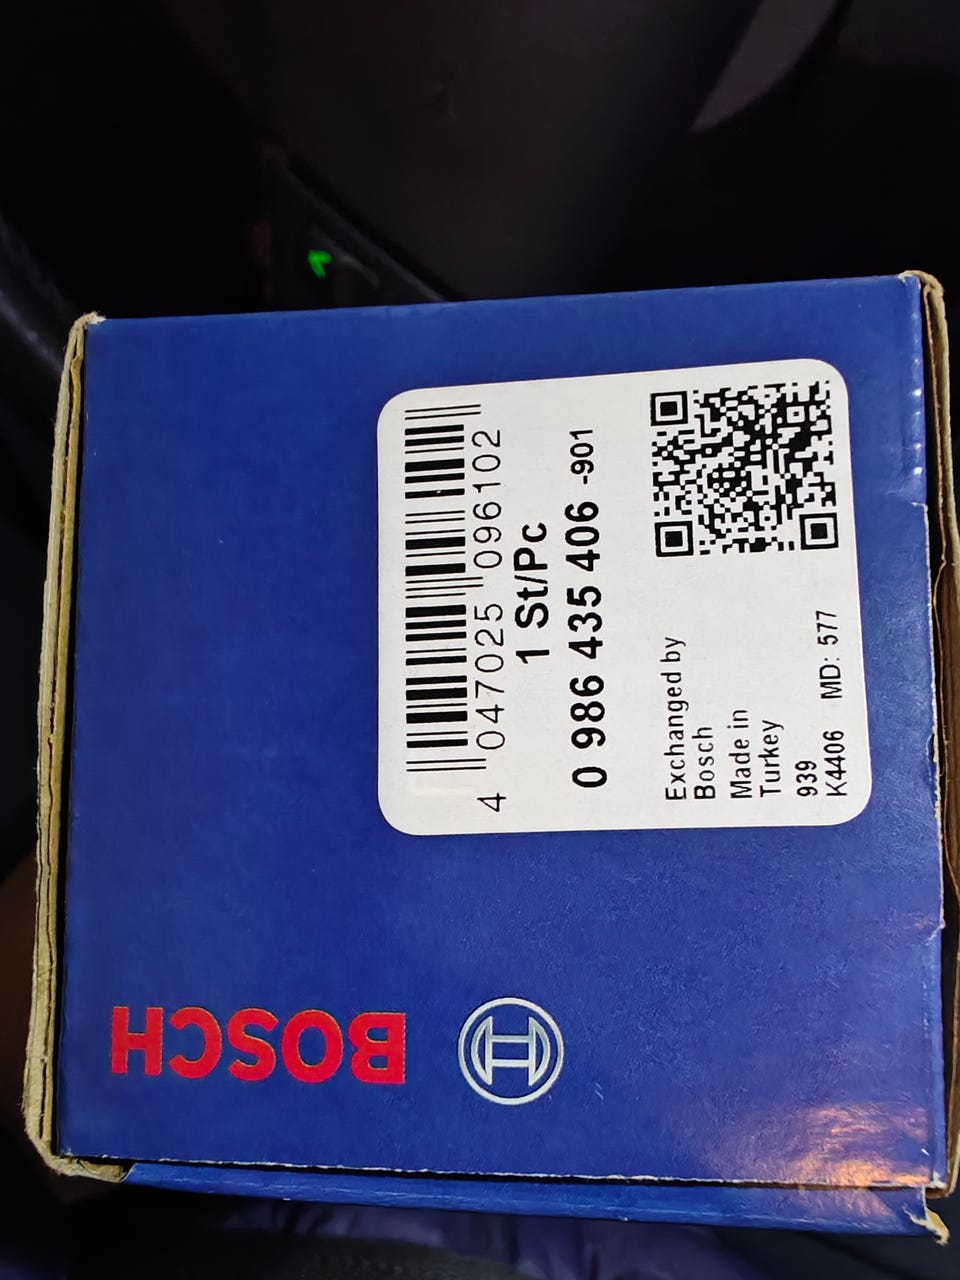 4 047025 096102
1 St/Pc
0 986 435 406 -901
Exchanged by
Bosch
Made in
Turkey
939
K4406 MD: 577
BOSCH